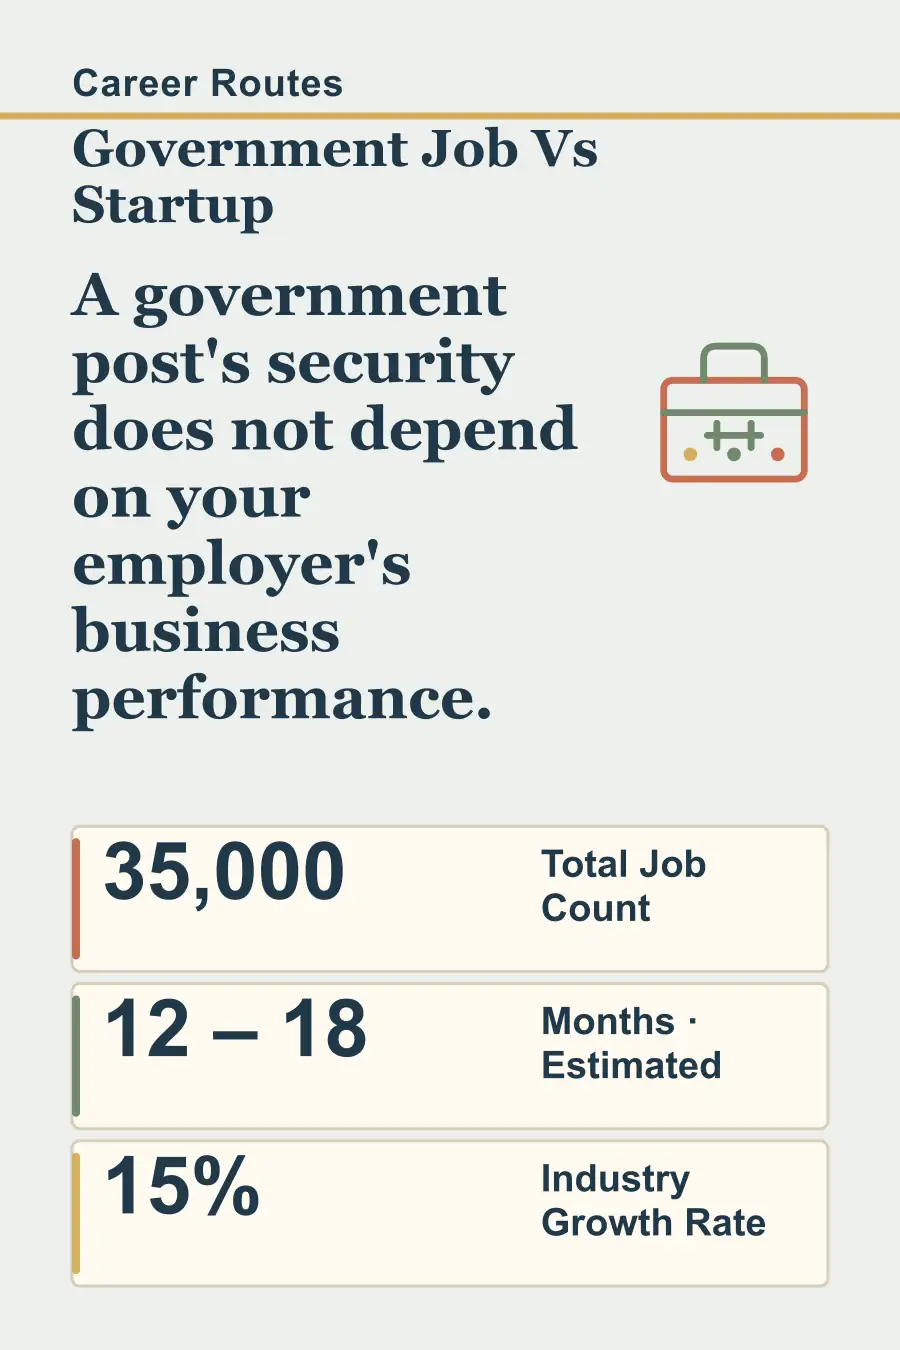 Career Routes
Government Job Vs
Startup
A government
post's security
does not depend
on your
employer's
business
performance.
35,000
Total Job
Count
12 – 18
Months ·
Estimated
15%
Industry
Growth Rate